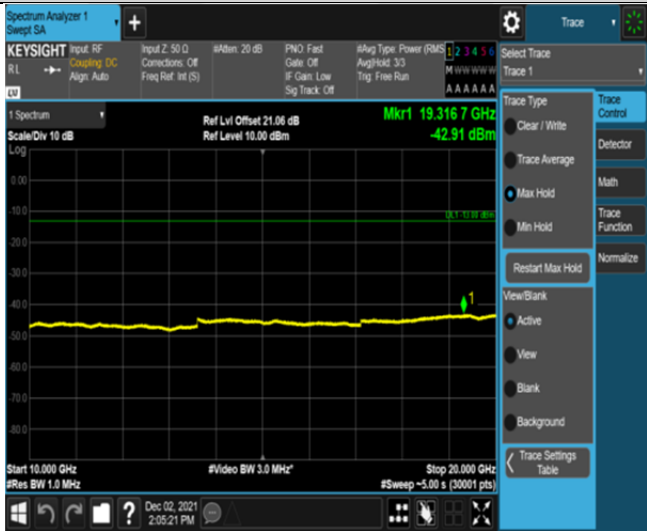 Spectrum Analyzer 1
Swept SA
Trace
KEYSIGHT
RL
Input: RF
Coupling: DC
Align: Auto
Input Z: 50 Ω
Corrections: Off
Freq Ref: Int (S)
#Atten: 20 dB
PNO: Fast
Gate: Off
IF Gain: Low
Sig Track: Off
#Avg Type: Power (RMS
Avg|Hold: 3/3
Trig: Free Run
1 2 3 4 5 6
M W W W W W
A A A A A A
Select Trace
Trace 1
1 Spectrum
Scale/Div 10 dB
Log
Ref Lvl Offset 21.06 dB
Ref Level 10.00 dBm
Mkr1 19.316 7 GHz
-42.91 dBm
0.00
-10.0
-20.0
-30.0
-40.0
-50.0
-60.0
-70.0
-80.0
DL1 -13.00 dBm
1
Start 10.000 GHz
#Res BW 1.0 MHz
#Video BW 3.0 MHz*
Stop 20.000 GHz
#Sweep ~5.00 s (30001 pts)
Trace Type
Clear / Write
Trace Average
Max Hold
Min Hold
Restart Max Hold
View/Blank
Active
View
Blank
Background
Trace Settings
Table
Trace
Control
Detector
Math
Trace
Function
Normalize
Dec 02, 2021
2:05:21 PM